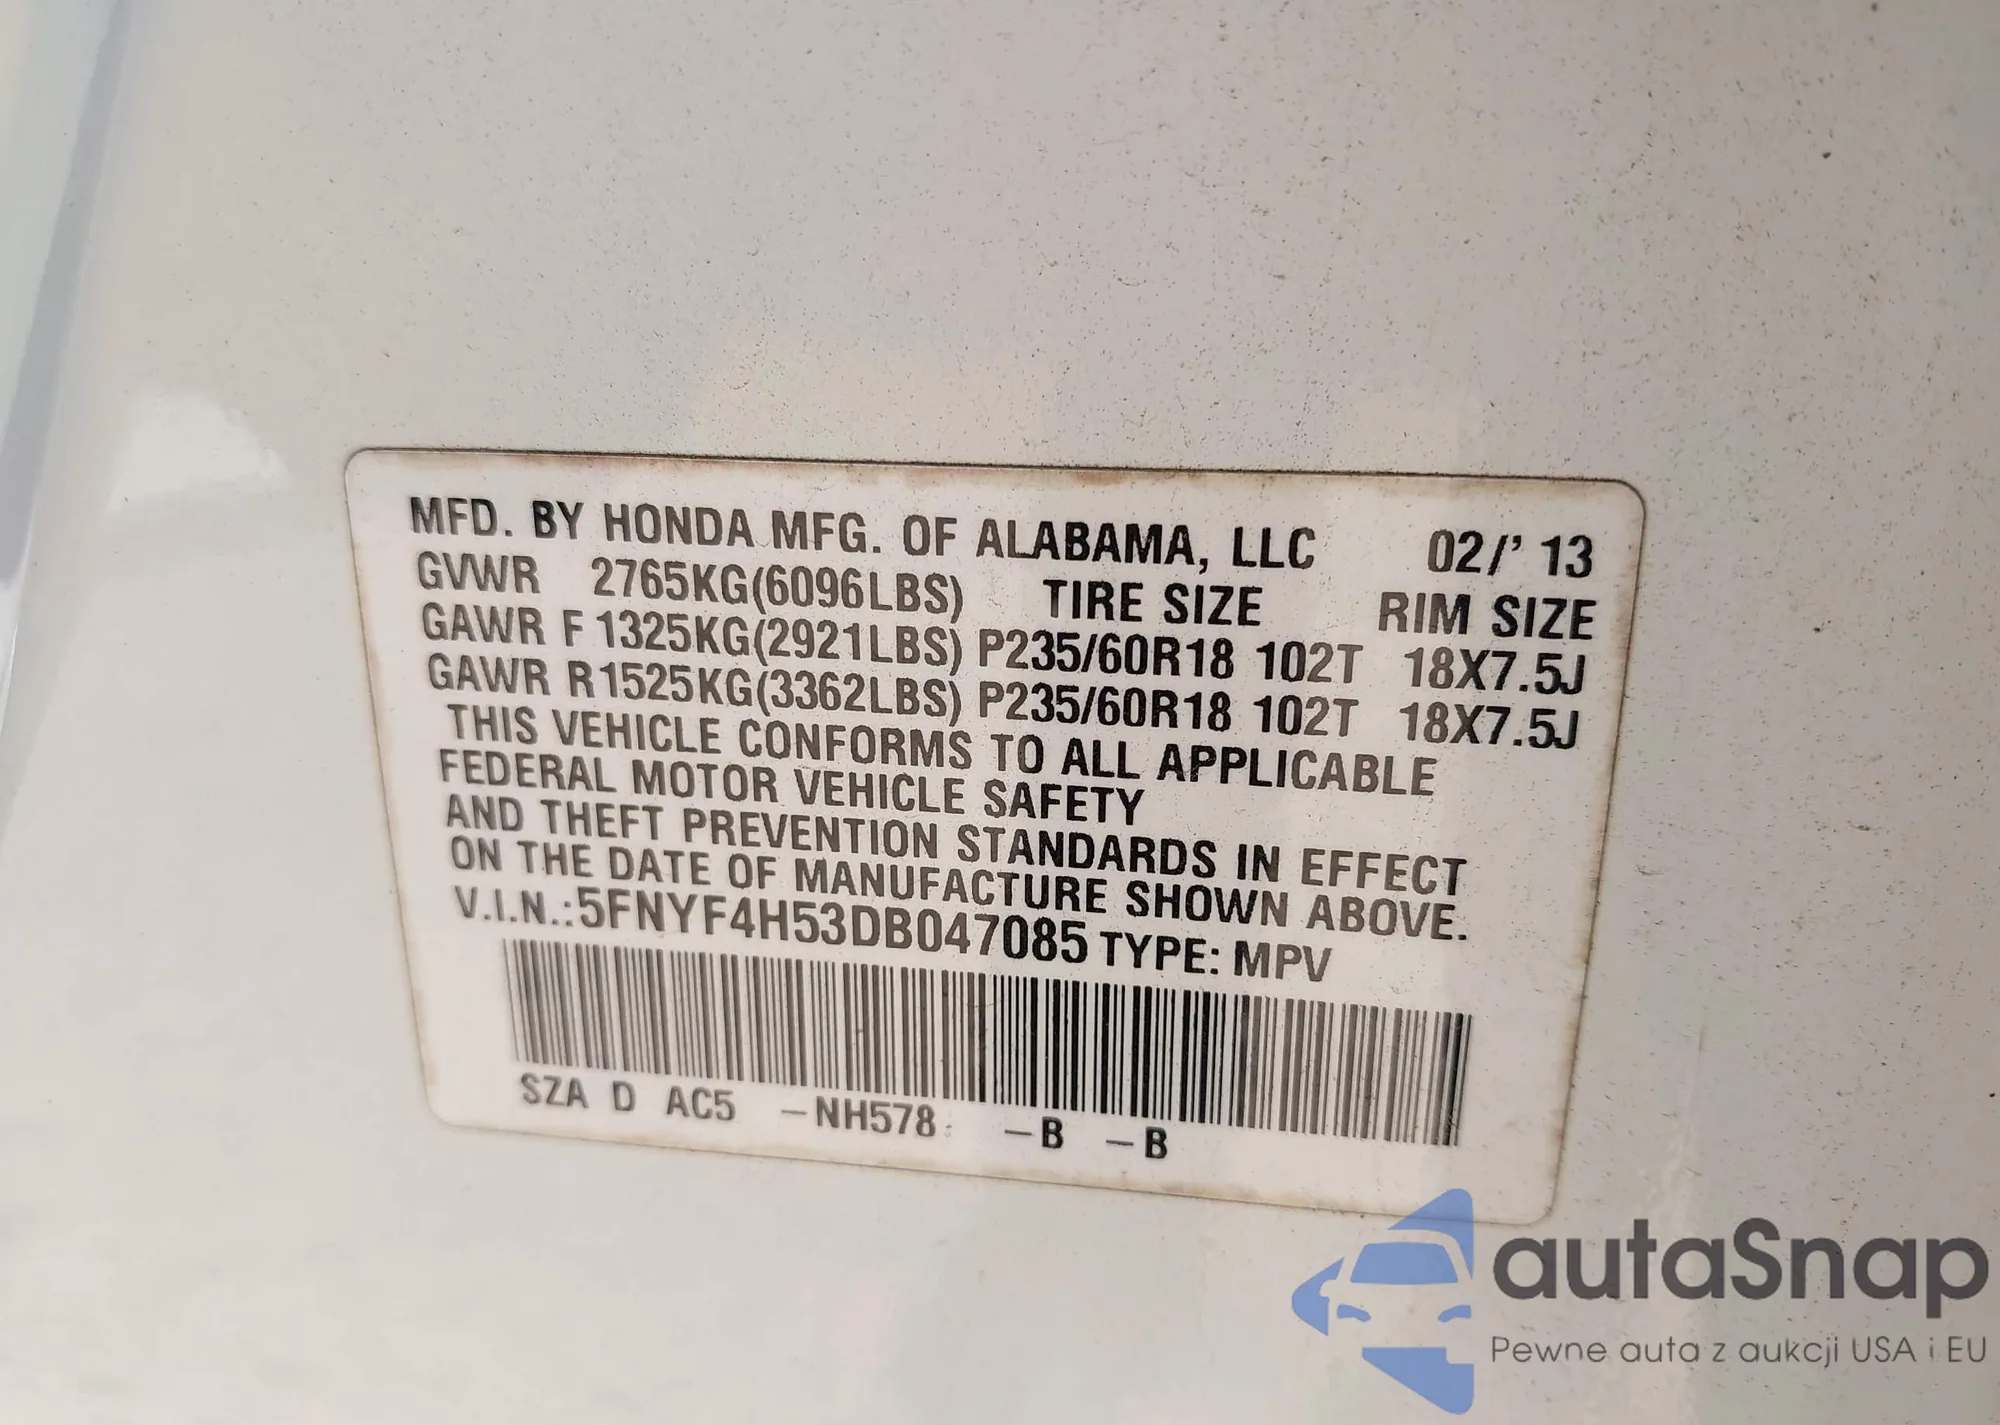 MFD. BY HONDA MFG. OF ALABAMA, LLC 02/' 13
GVWR 2765KG(6096LBS) TIRE SIZE RIM SIZE
GAWR F 1325KG(2921LBS) P235/60R18 102T 18X7.5J
GAWR R1525KG(3362LBS) P235/60R18 102T 18X7.5J
THIS VEHICLE CONFORMS TO ALL APPLICABLE
FEDERAL MOTOR VEHICLE SAFETY
AND THEFT PREVENTION STANDARDS IN EFFECT
ON THE DATE OF MANUFACTURE SHOWN ABOVE.
V.I.N.:5FNYF4H53DB047085 TYPE: MPV
SZA D AC5 -NH578 -B -B
autaSnap
Pewne auta z aukcji USA i EU